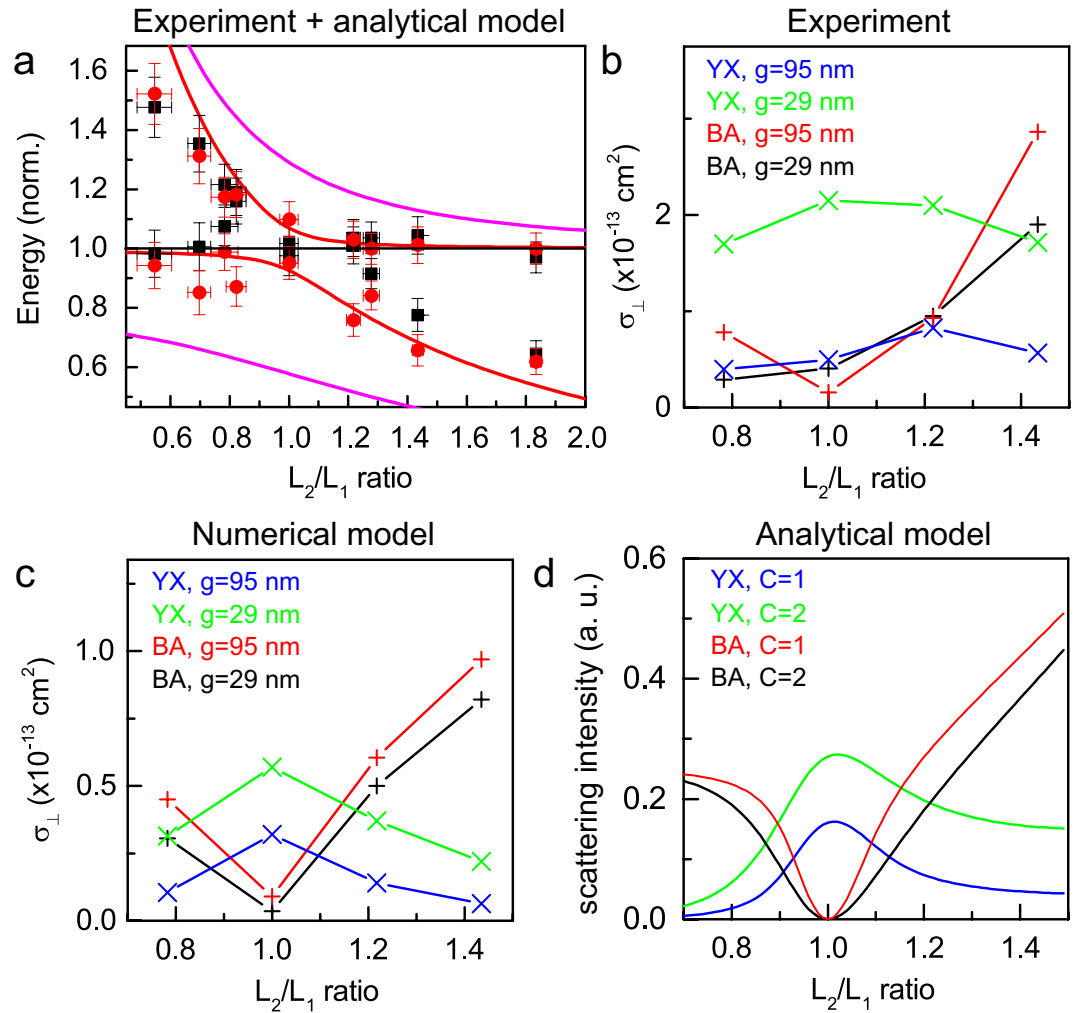 Experiment + analytical model
a
Energy (norm.)
1.6
1.4
1.2
1.0
0.8
0.6
0.6 0.8 1.0 1.2 1.4 1.6 1.8 2.0
L₂/L₁ ratio
Experiment
b
YX, g=95 nm
YX, g=29 nm
BA, g=95 nm
BA, g=29 nm
σ⊥ (x10⁻¹³ cm²)
2
0
0.8 1.0 1.2 1.4
L₂/L₁ ratio
Numerical model
c
YX, g=95 nm
YX, g=29 nm
BA, g=95 nm
BA, g=29 nm
σ⊥ (x10⁻¹³ cm²)
1.0
0.5
0.0
0.8 1.0 1.2 1.4
L₂/L₁ ratio
Analytical model
d
YX, C=1
YX, C=2
BA, C=1
BA, C=2
scattering intensity (a. u.)
0.6
0.4
0.2
0.0
0.8 1.0 1.2 1.4
L₂/L₁ ratio